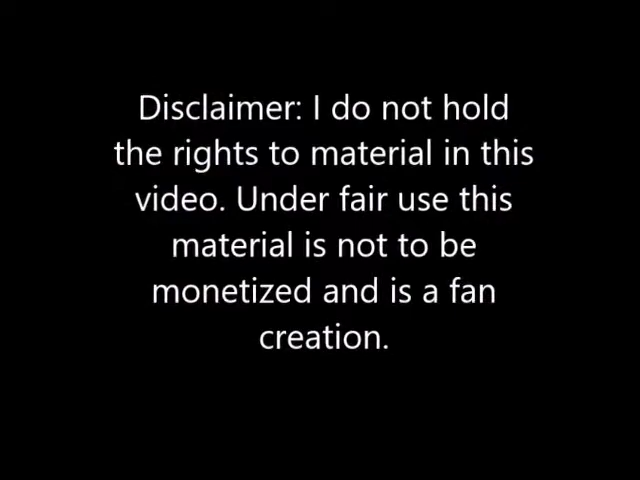 Disclaimer: I do not hold
the rights to material in this
video. Under fair use this
material is not to be
monetized and is a fan
creation.